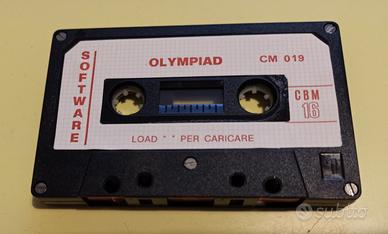 SOFTWARE
OLYMPIAD
CM 019
CBM
16
LOAD " " PER CARICARE
subito